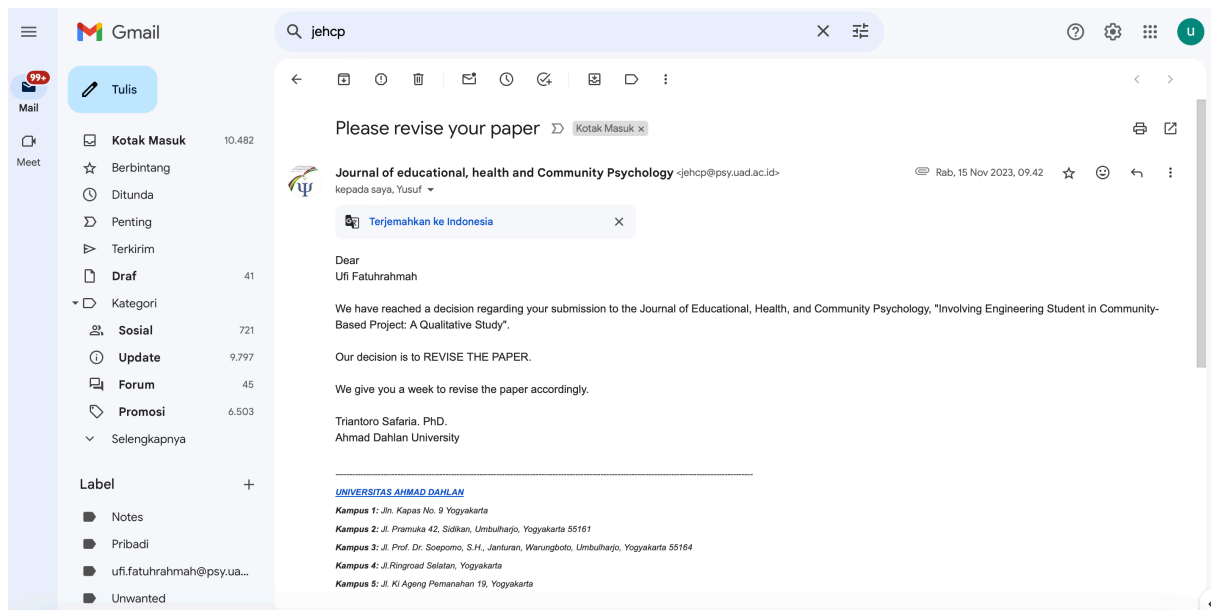 Gmail
jehcp
U
99+
Mail
Meet
Tulis
Kotak Masuk 10.482
Berbintang
Ditunda
Penting
Terkirim
Draf 41
Kategori
Sosial 721
Update 9.797
Forum 45
Promosi 6.503
Selengkapnya
Label
Notes
Pribadi
ufi.fatuhrahmah@psy.ua...
Unwanted
Please revise your paper Kotak Masuk ×
Journal of educational, health and Community Psychology <jehcp@psy.uad.ac.id> Rab, 15 Nov 2023, 09.42
kepada saya, Yusuf
Terjemahkan ke Indonesia
Dear
Ufi Fatuhrahmah
We have reached a decision regarding your submission to the Journal of Educational, Health, and Community Psychology, "Involving Engineering Student in Community-
Based Project: A Qualitative Study".
Our decision is to REVISE THE PAPER.
We give you a week to revise the paper accordingly.
Triantoro Safaria. PhD.
Ahmad Dahlan University
UNIVERSITAS AHMAD DAHLAN
Kampus 1: Jln. Kapas No. 9 Yogyakarta
Kampus 2: Jl. Pramuka 42, Sidikan, Umbulharjo, Yogyakarta 55161
Kampus 3: Jl. Prof. Dr. Soepomo, S.H., Janturan, Warungboto, Umbulharjo, Yogyakarta 55164
Kampus 4: Jl.Ringroad Selatan, Yogyakarta
Kampus 5: Jl. Ki Ageng Pemanahan 19, Yogyakarta